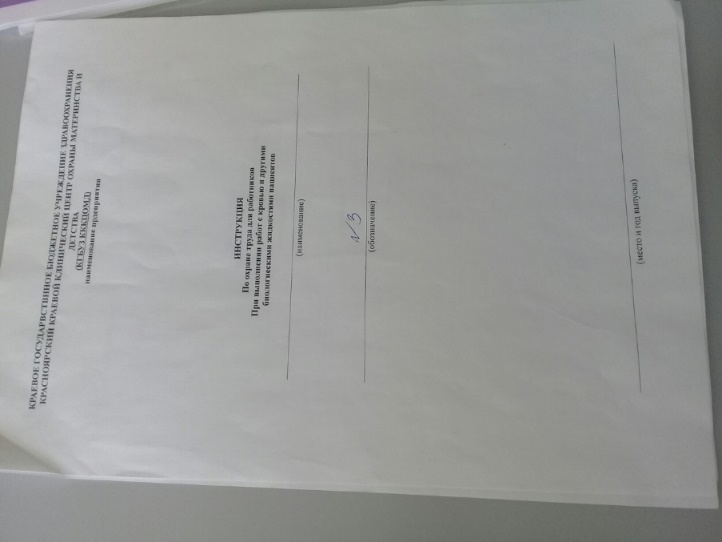 КРАЕВОЕ ГОСУДАРСТВЕННОЕ БЮДЖЕТНОЕ УЧРЕЖДЕНИЕ ЗДРАВООХРАНЕНИЯ
КРАСНОЯРСКИЙ КРАЕВОЙ КЛИНИЧЕСКИЙ ЦЕНТР ОХРАНЫ МАТЕРИНСТВА И
ДЕТСТВА
(КГБУЗ КККЦОМД)
наименование предприятия
ИНСТРУКЦИЯ
По охране труда для работников
При выполнении работ с кровью и другими
биологическими жидкостями пациентов
(наименование)
№3
(обозначение)
(место и год выпуска)